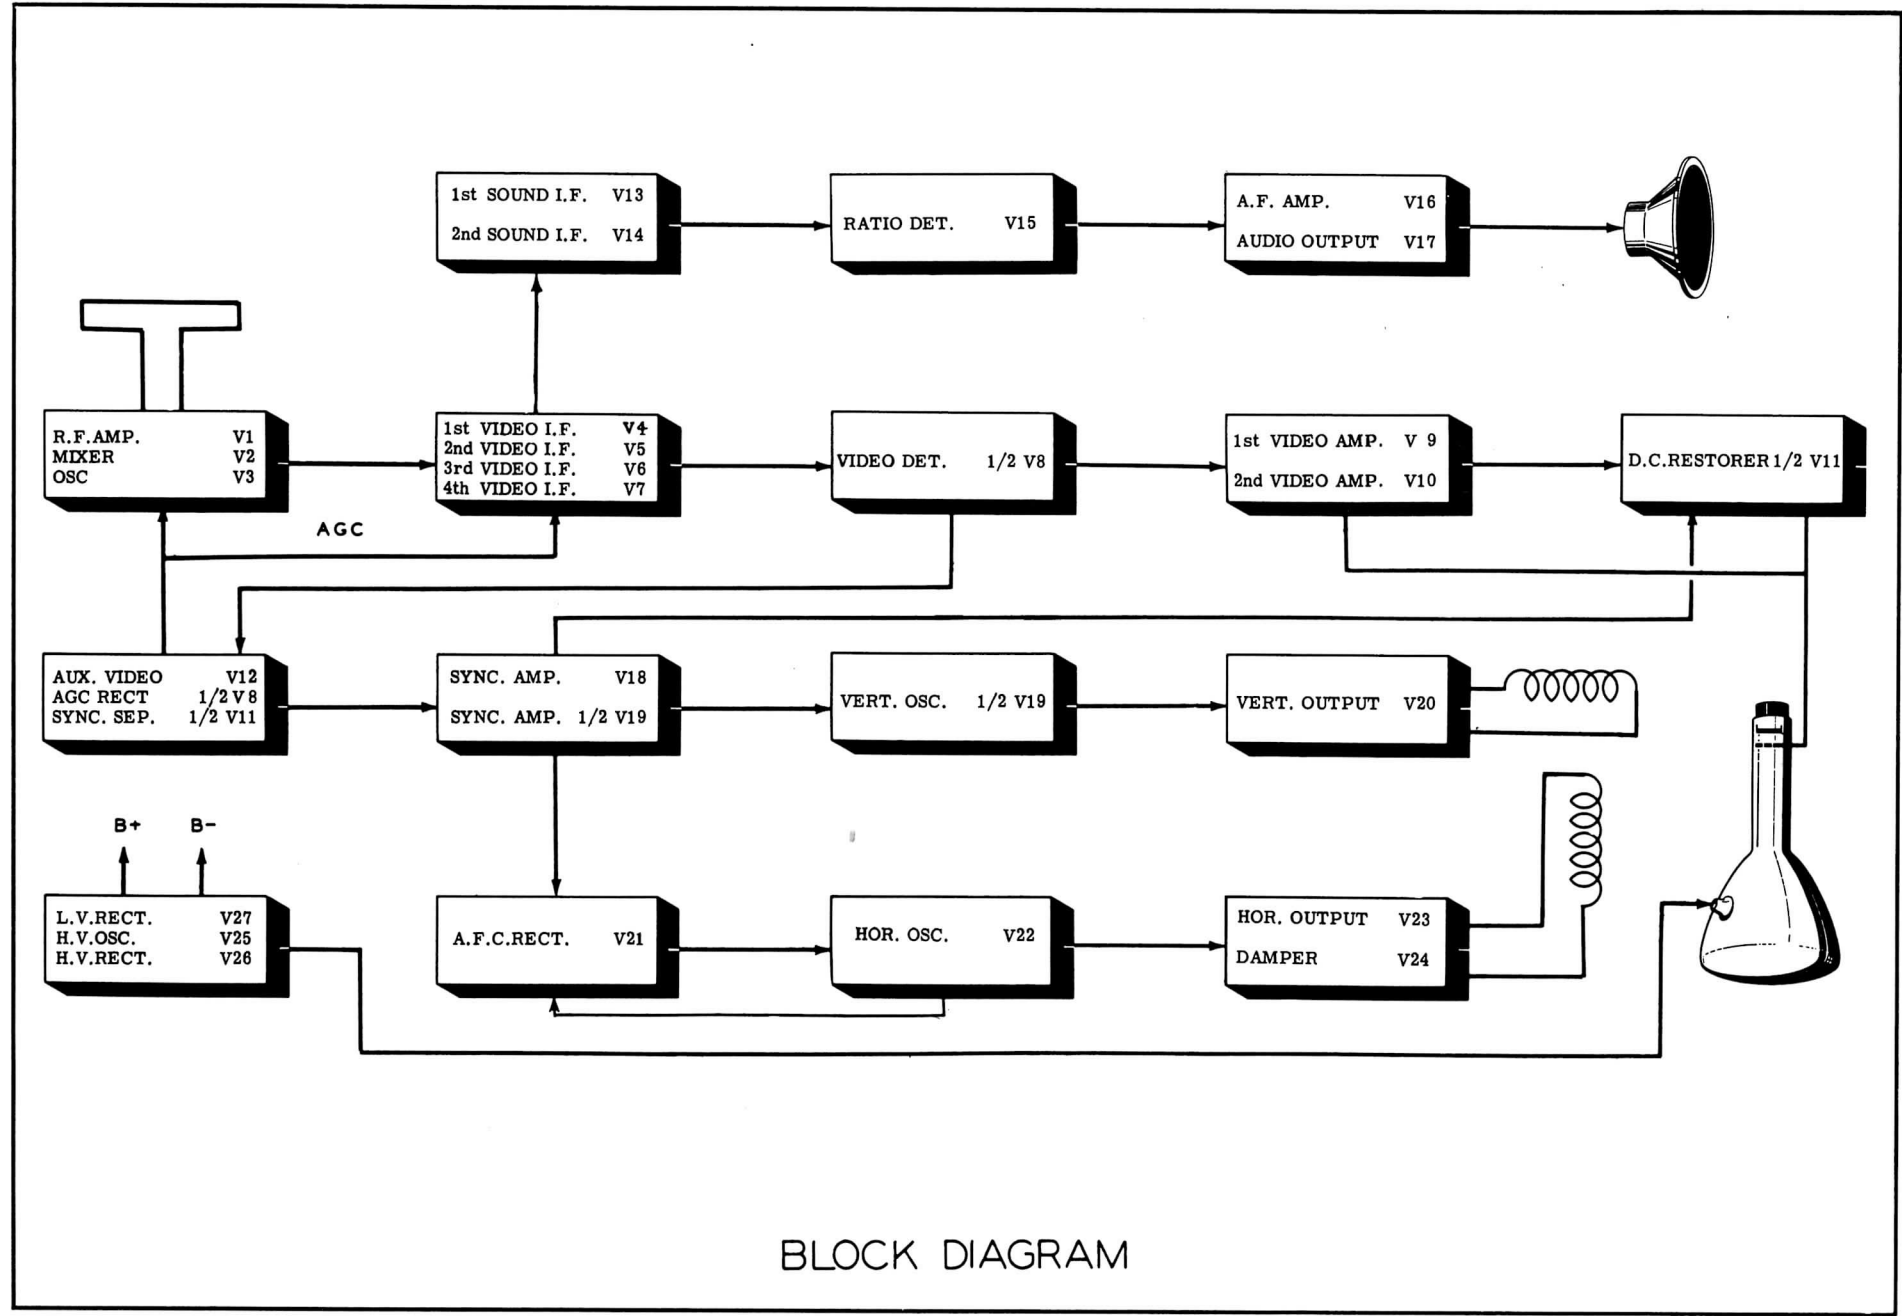 1st SOUND I.F. V13
2nd SOUND I.F. V14
RATIO DET. V15
A.F. AMP. V16
AUDIO OUTPUT V17
R.F.AMP. V1
MIXER V2
OSC V3
1st VIDEO I.F. V4
2nd VIDEO I.F. V5
3rd VIDEO I.F. V6
4th VIDEO I.F. V7
VIDEO DET. 1/2 V8
1st VIDEO AMP. V 9
2nd VIDEO AMP. V10
D.C.RESTORER 1/2 V11
AGC
AUX. VIDEO V12
AGC RECT 1/2 V8
SYNC. SEP. 1/2 V11
SYNC. AMP. V18
SYNC. AMP. 1/2 V19
VERT. OSC. 1/2 V19
VERT. OUTPUT V20
B+ B-
L.V.RECT. V27
H.V.OSC. V25
H.V.RECT. V26
A.F.C.RECT. V21
HOR. OSC. V22
HOR. OUTPUT V23
DAMPER V24
BLOCK DIAGRAM